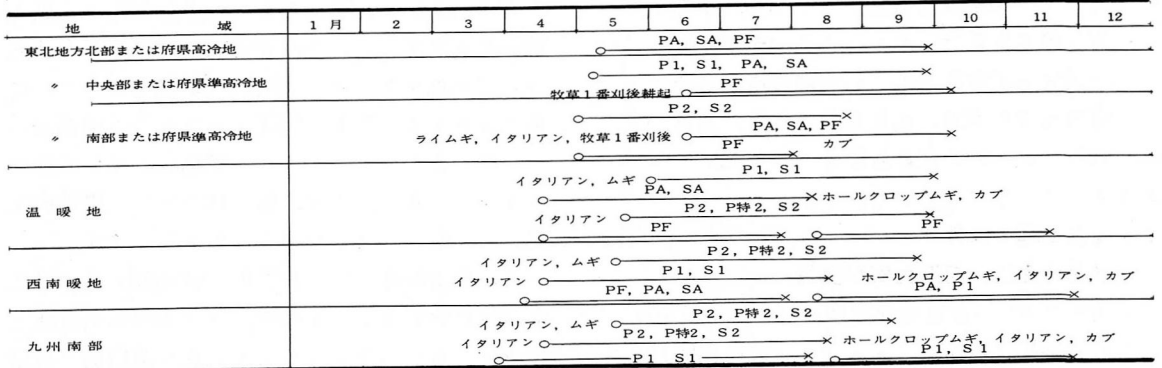 地 域 1 月 2 3 4 5 6 7 8 9 10 11 12
PA, SA, PF
東北地方北部または府県高冷地
P1, S1, PA, SA
〃 中央部または府県準高冷地
PF
牧草1番刈後耕起
P2, S2
PA, SA, PF
〃 南部または府県準高冷地 ライムギ, イタリアン, 牧草1番刈後
PF カブ
P1, S1
イタリアン, ムギ
PA, SA
ホールクロップムギ, カブ
温暖地
P2, P特2, S2
イタリアン
PF PF
P2, P特2, S2
イタリアン, ムギ
P1, S1
西南暖地 イタリアン ホールクロップムギ, イタリアン, カブ
PF, PA, SA PA, P1
P2, P特2, S2
イタリアン, ムギ
P2, P特2, S2
九州南部 イタリアン ホールクロップムギ, イタリアン, カブ
P1 S1 P1, S1